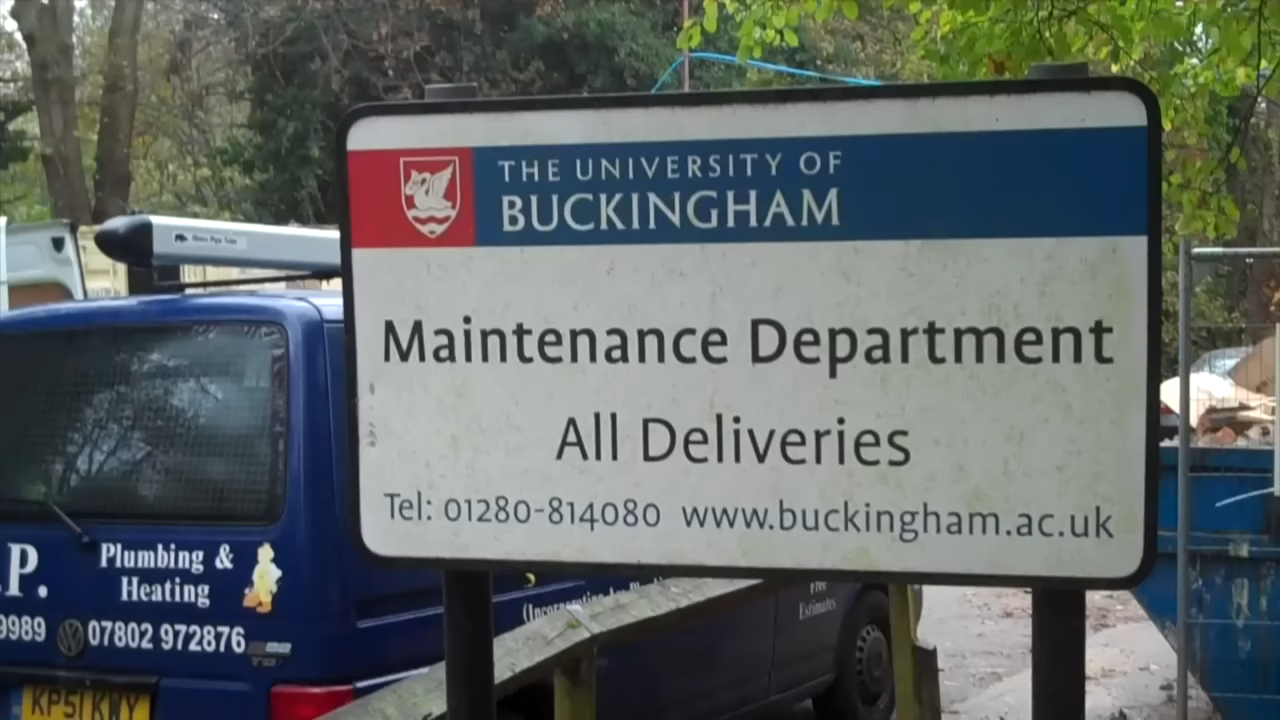 THE UNIVERSITY OF
BUCKINGHAM
Maintenance Department
All Deliveries
Tel: 01280-814080 www.buckingham.ac.uk
.P.
Plumbing &
Heating
9989 07802 972876
KP51 KWY
Free
Estimates